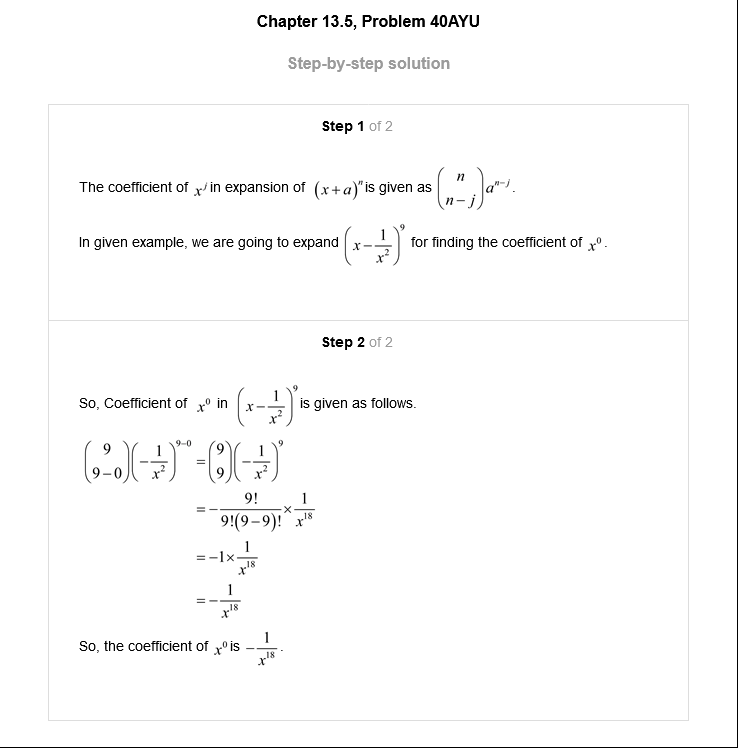 Chapter 13.5, Problem 40AYU
Step-by-step solution
Step 1 of 2
The coefficient of $x^j$ in expansion of $(x+a)^n$ is given as $\binom{n}{n-j}a^{n-j}$.
In given example, we are going to expand $\left(x-\frac{1}{x^2}\right)^9$ for finding the coefficient of $x^0$.
Step 2 of 2
So, Coefficient of $x^0$ in $\left(x-\frac{1}{x^2}\right)^9$ is given as follows.
$\binom{9}{9-0}\left(-\frac{1}{x^2}\right)^{9-0}=\binom{9}{9}\left(-\frac{1}{x^2}\right)^9$
$=-\frac{9!}{9!(9-9)!}\times\frac{1}{x^{18}}$
$=-1\times\frac{1}{x^{18}}$
$=-\frac{1}{x^{18}}$
So, the coefficient of $x^0$ is $-\frac{1}{x^{18}}$.